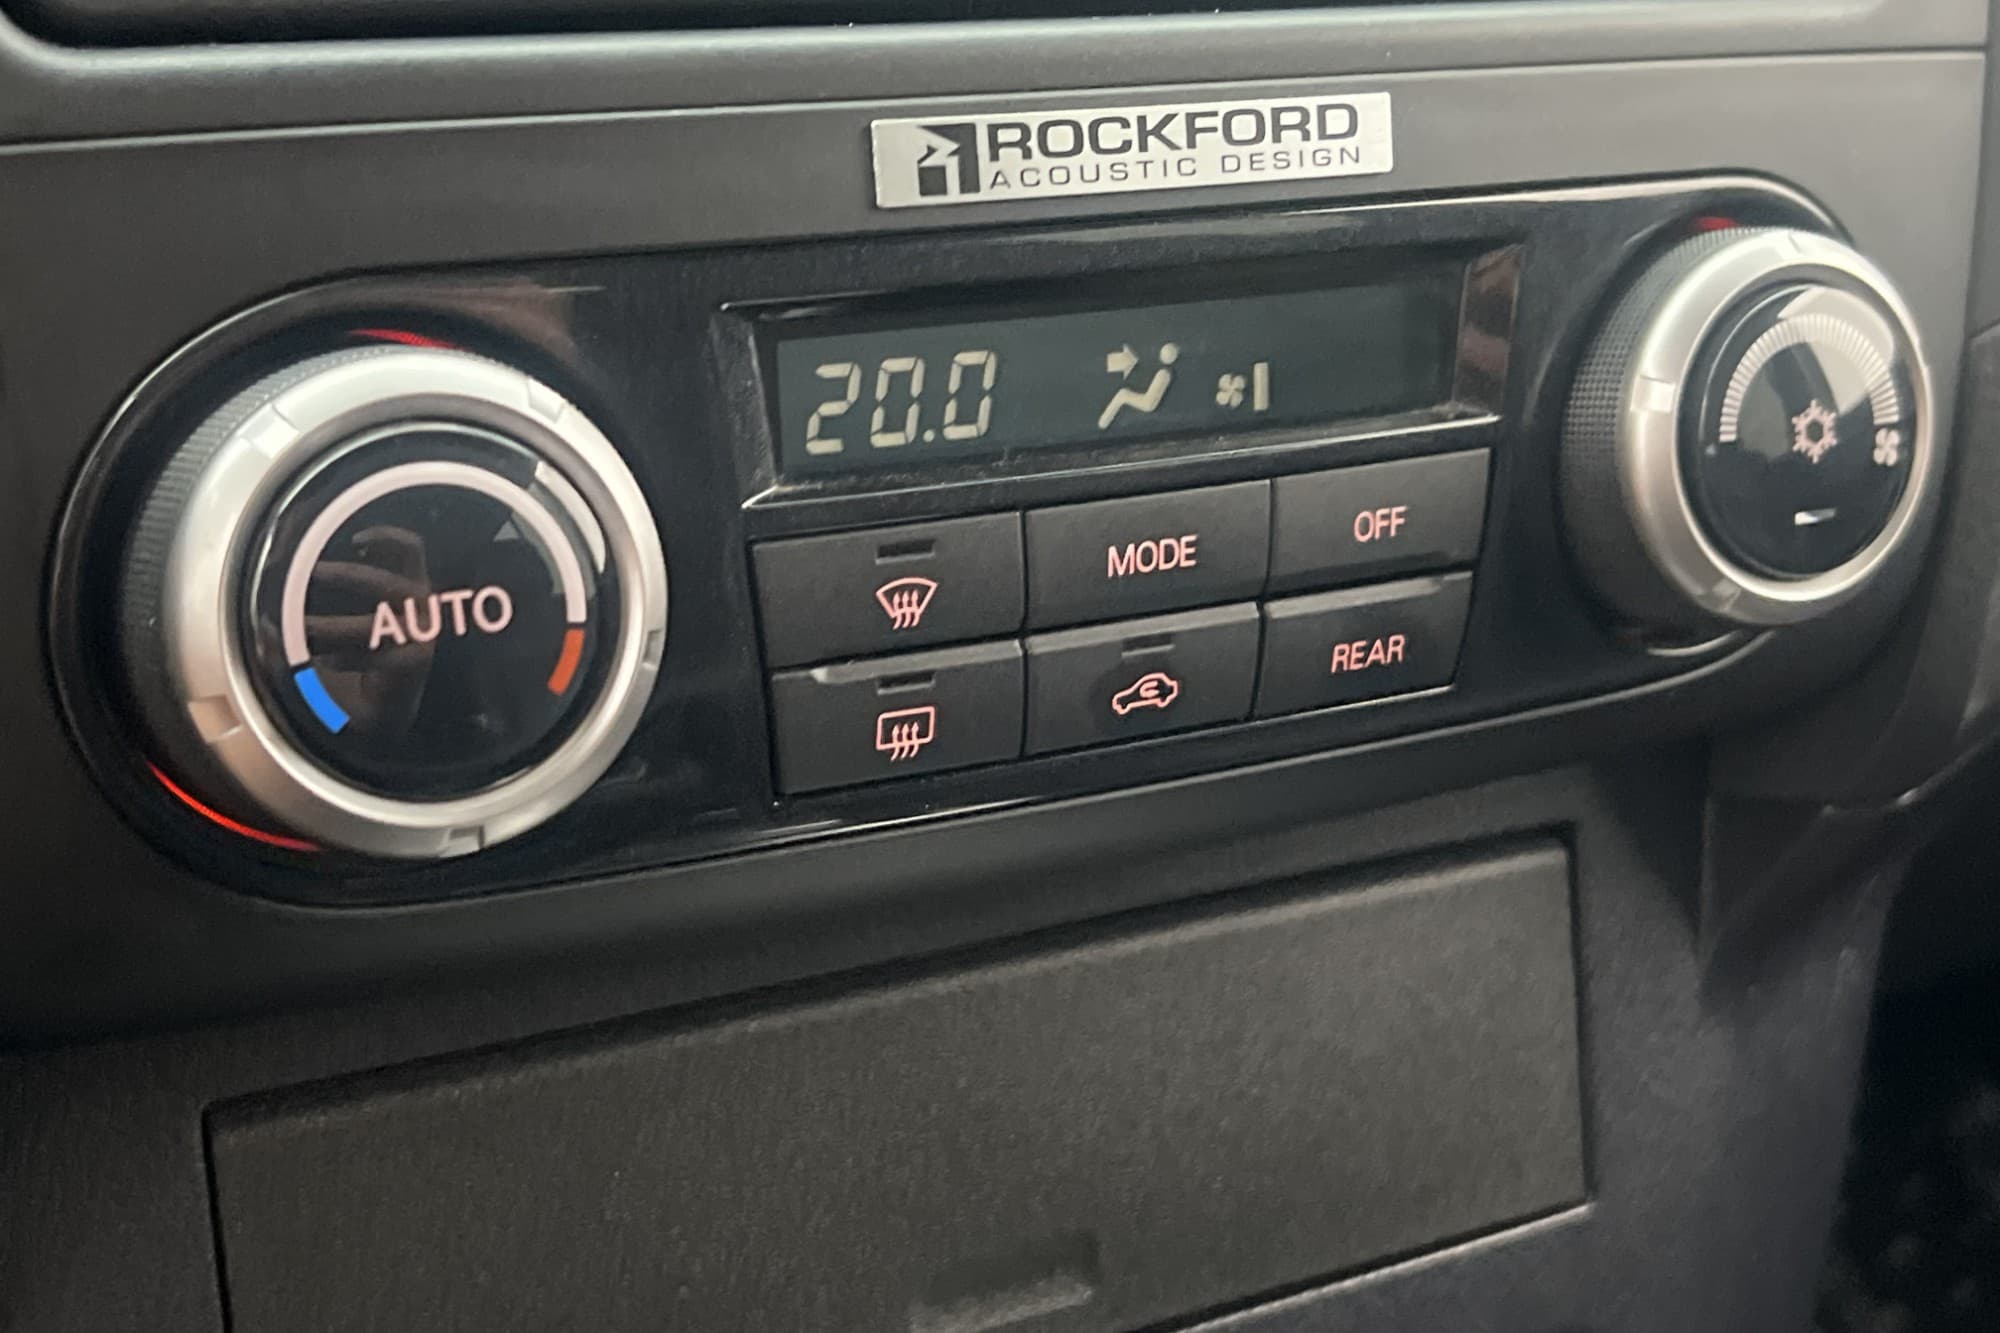 ROCKFORD
ACOUSTIC DESIGN
20.0
AUTO
MODE
OFF
REAR